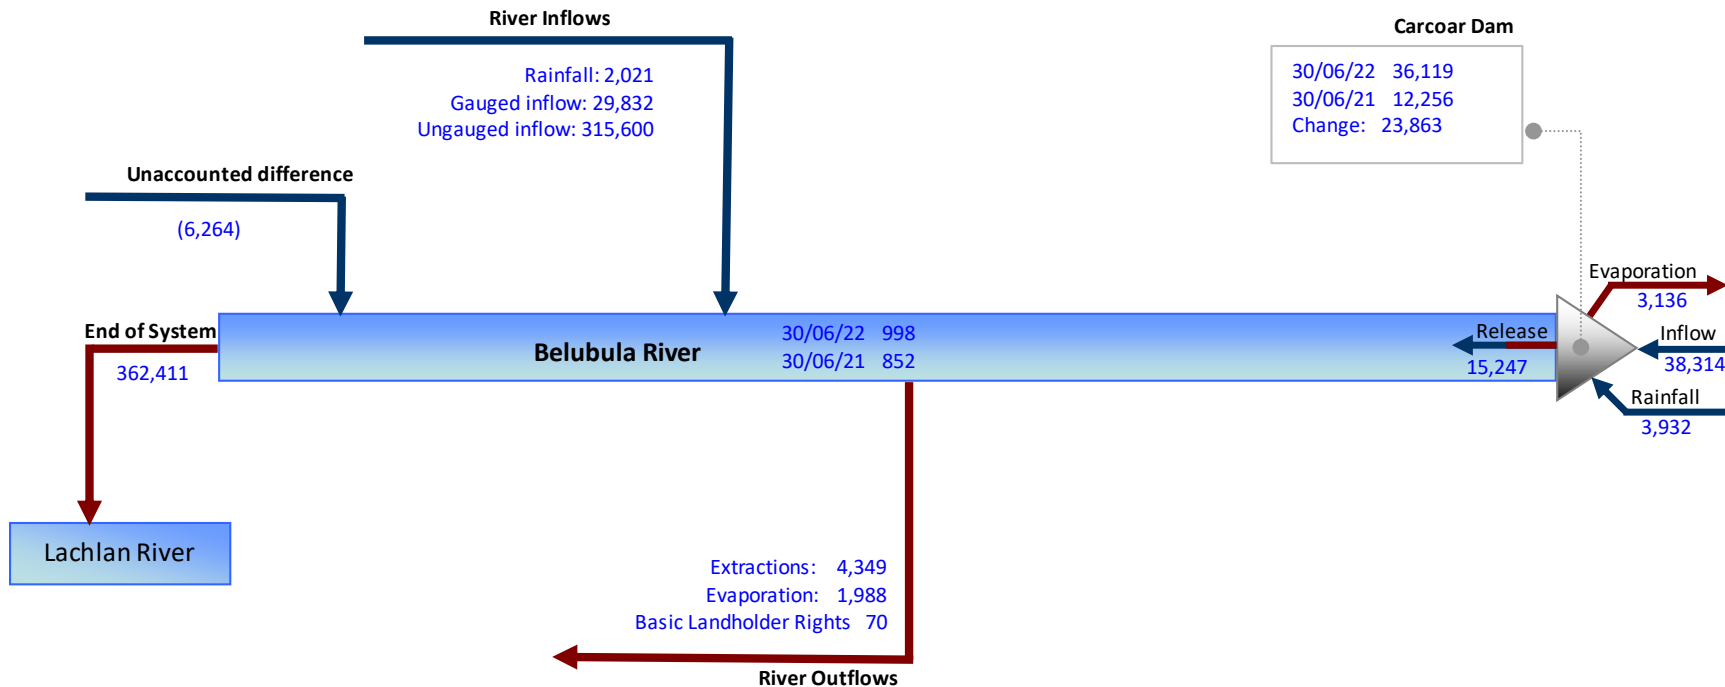 River Inflows
Rainfall: 2,021
Gauged inflow: 29,832
Ungauged inflow: 315,600
Carcoar Dam
30/06/22 36,119
30/06/21 12,256
Change: 23,863
Unaccounted difference
(6,264)
Evaporation
3,136
Inflow
38,314
Rainfall
3,932
Release
15,247
End of System
362,411
Belubula River
30/06/22 998
30/06/21 852
Lachlan River
Extractions: 4,349
Evaporation: 1,988
Basic Landholder Rights 70
River Outflows